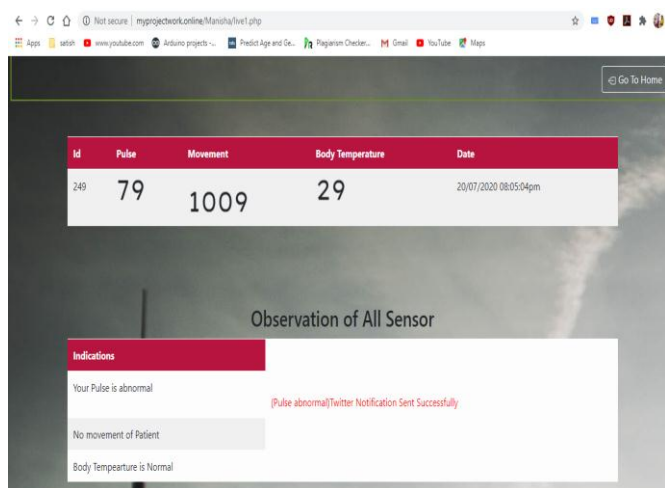 Not secure | myprojectwork.online/Manisha/live1.php
Apps satish www.youtube.com Arduino projects -... Predict Age and Ge... Plagiarism Checker... Gmail YouTube Maps
Go To Home
Id Pulse Movement Body Temperature Date
249 79 1009 29 20/07/2020 08:05:04pm
Observation of All Sensor
Indications
Your Pulse is abnormal
(Pulse abnormal)Twitter Notification Sent Successfully
No movement of Patient
Body Tempearture is Normal